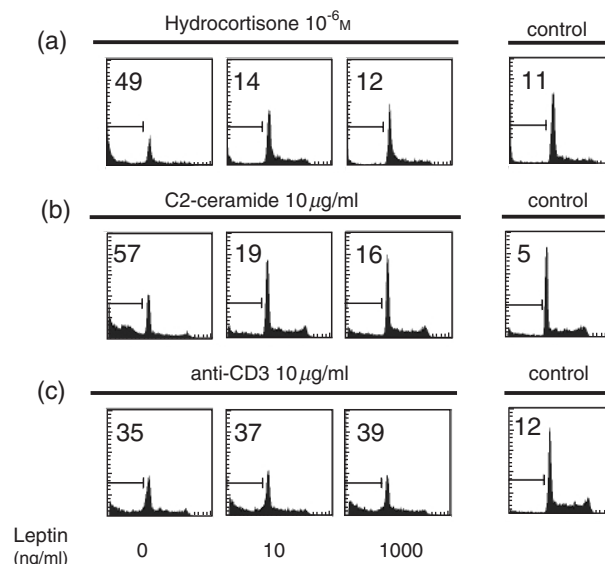 (a) Hydrocortisone 10⁻⁶M control
49 14 12 11
(b) C2-ceramide 10 μg/ml control
57 19 16 5
(c) anti-CD3 10 μg/ml control
35 37 39 12
Leptin
(ng/ml) 0 10 1000